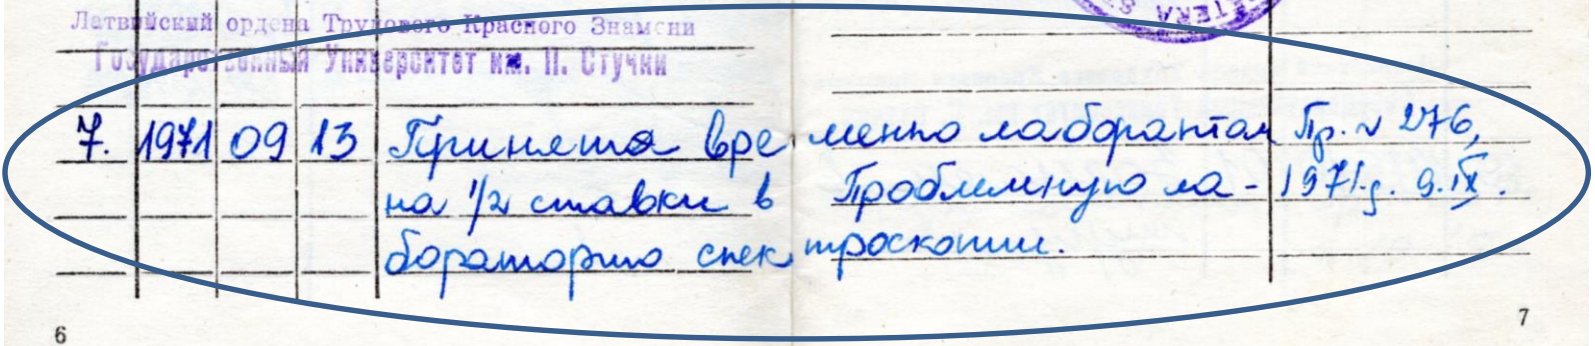 Латвийский ордена Трудового Красного Знамени
Государственный Университет им. П. Стучки
7. 1971 09 13 Принята временно лаборантом Пр. № 276,
на 1/2 ставки в Проблемную ла- 1971.g. 9.IX.
бораторию спектроскопии.
6
7